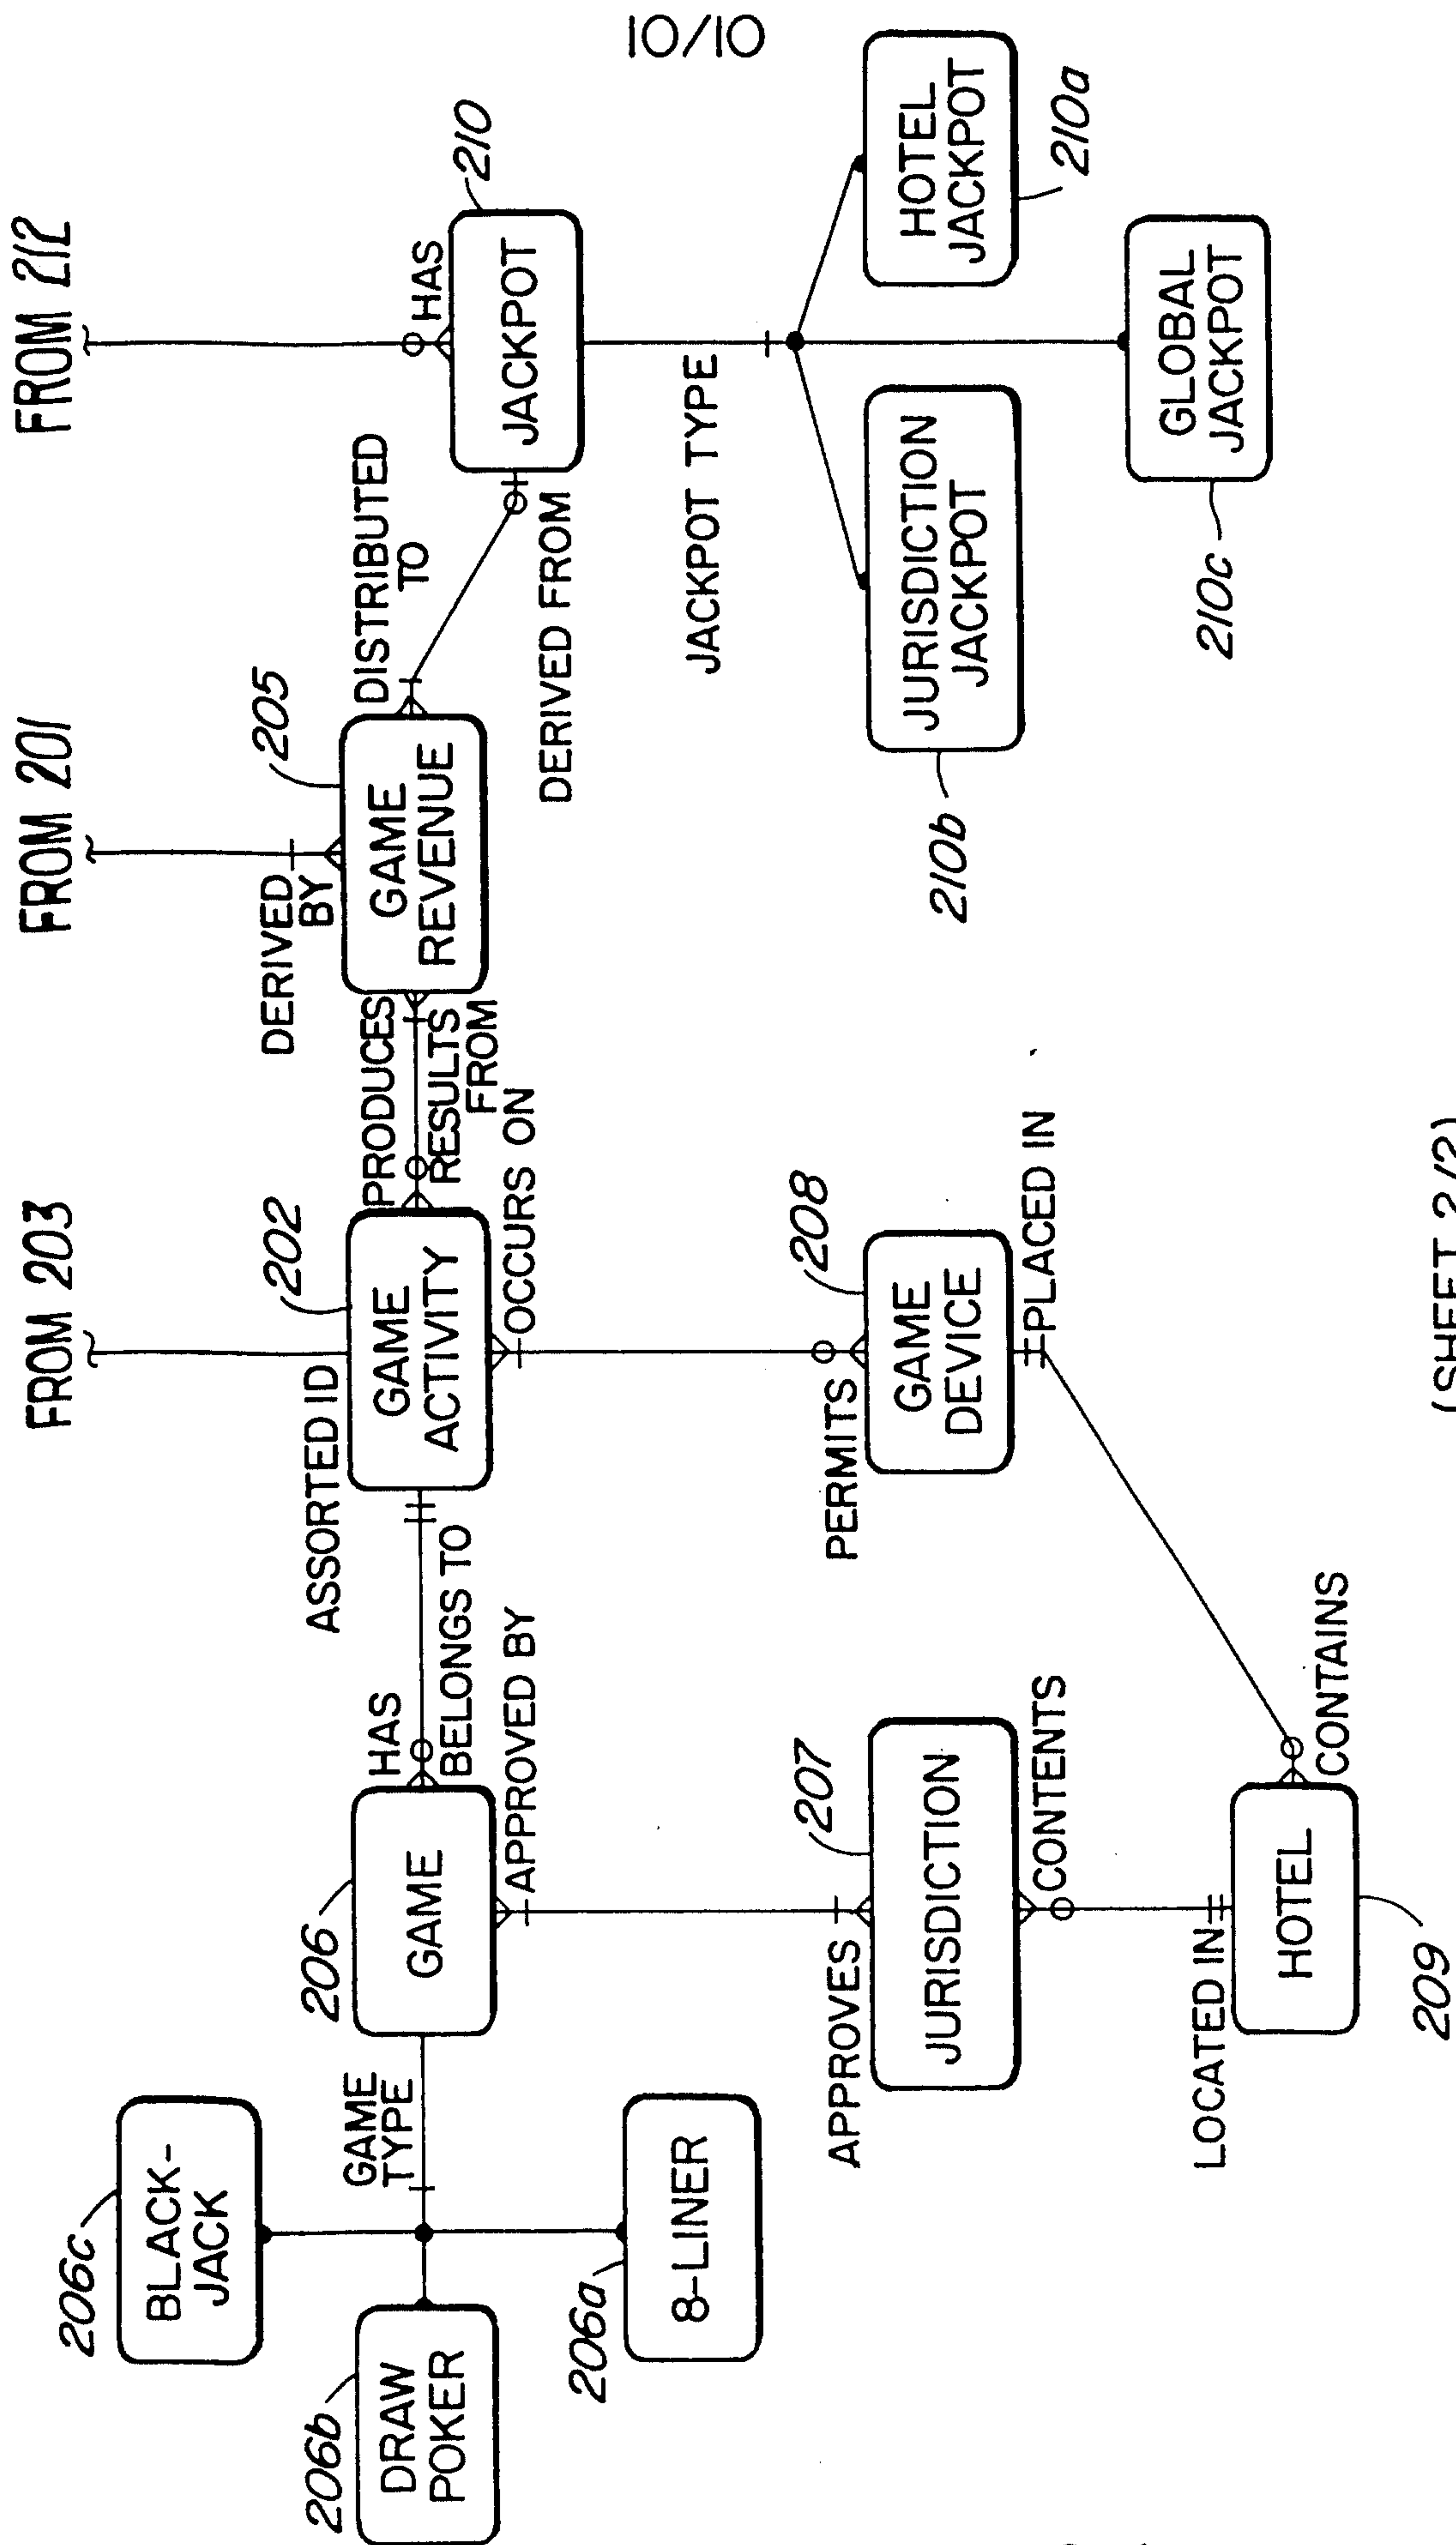 10/10
FROM 203
FROM 201
FROM 212
206c
BLACK-
JACK
206b
DRAW
POKER
206a
8-LINER
GAME
TYPE
206
GAME
HAS
BELONGS TO
APPROVED BY
ASSORTED ID
202
GAME
ACTIVITY
PRODUCES
RESULTS
FROM
OCCURS ON
DERIVED
BY
205
GAME
REVENUE
DISTRIBUTED
TO
DERIVED FROM
HAS
210
JACKPOT
JACKPOT TYPE
APPROVES
207
JURISDICTION
CONTENTS
PERMITS
208
GAME
DEVICE
PLACED IN
210b
JURISDICTION
JACKPOT
HOTEL
JACKPOT
210a
LOCATED IN
HOTEL
209
CONTAINS
210c
GLOBAL
JACKPOT
(SHEET 2/2)